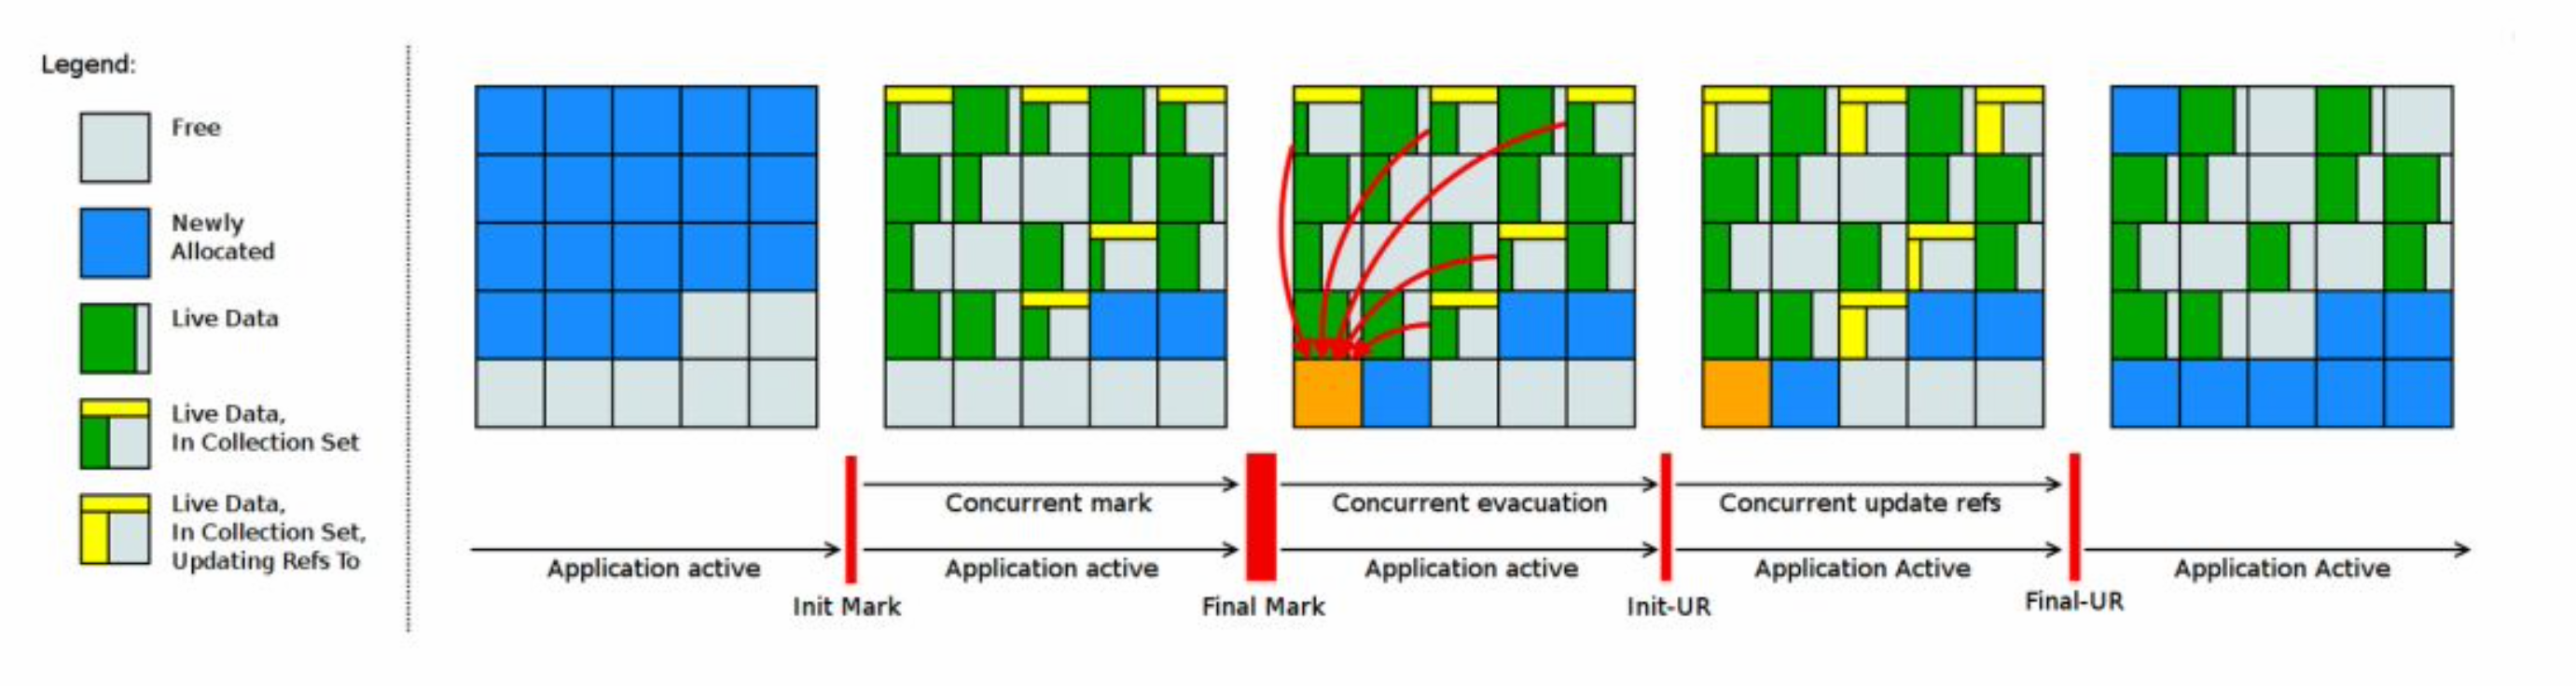 Legend:
Free
Newly
Allocated
Live Data
Live Data,
In Collection Set
Live Data,
In Collection Set,
Updating Refs To
Concurrent mark
Concurrent evacuation
Concurrent update refs
Application active
Application active
Application active
Application Active
Application Active
Init Mark
Final Mark
Init-UR
Final-UR